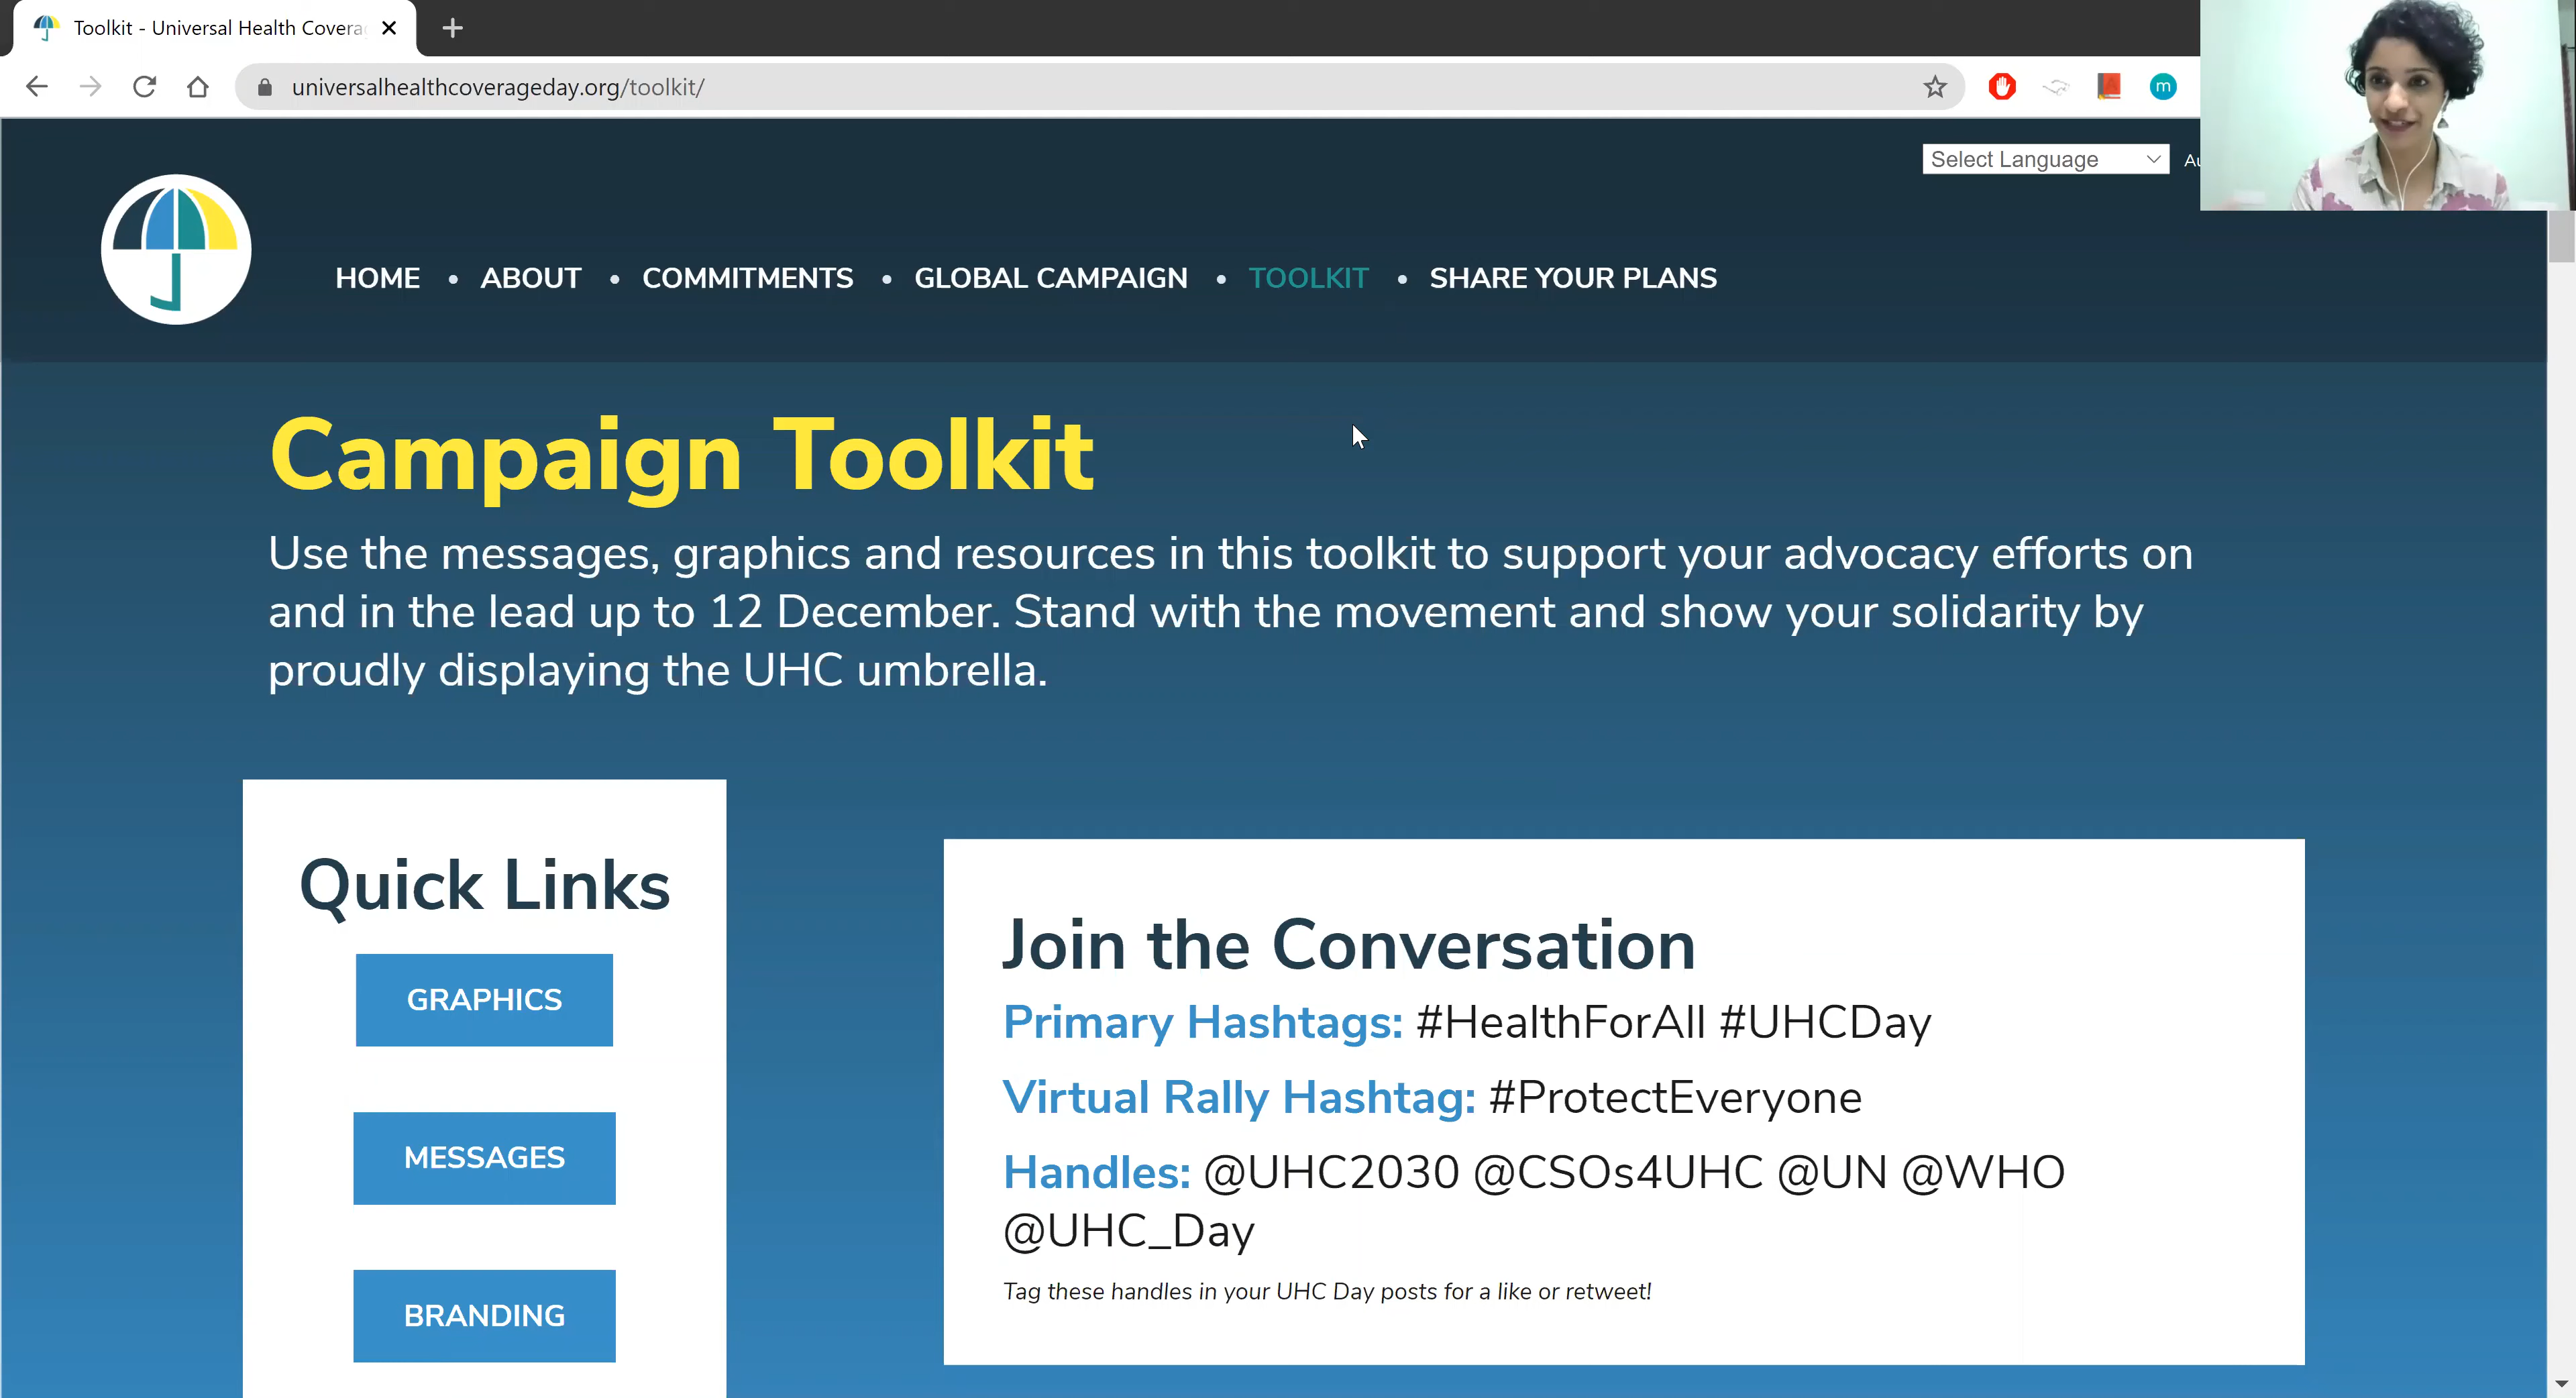 Toolkit - Universal Health Covera
universalhealthcoverageday.org/toolkit/
m
Select Language
HOME • ABOUT • COMMITMENTS • GLOBAL CAMPAIGN • TOOLKIT • SHARE YOUR PLANS
Campaign Toolkit
Use the messages, graphics and resources in this toolkit to support your advocacy efforts on
and in the lead up to 12 December. Stand with the movement and show your solidarity by
proudly displaying the UHC umbrella.
Quick Links
GRAPHICS
MESSAGES
BRANDING
Join the Conversation
Primary Hashtags: #HealthForAll #UHCDay
Virtual Rally Hashtag: #ProtectEveryone
Handles: @UHC2030 @CSOs4UHC @UN @WHO
@UHC_Day
Tag these handles in your UHC Day posts for a like or retweet!